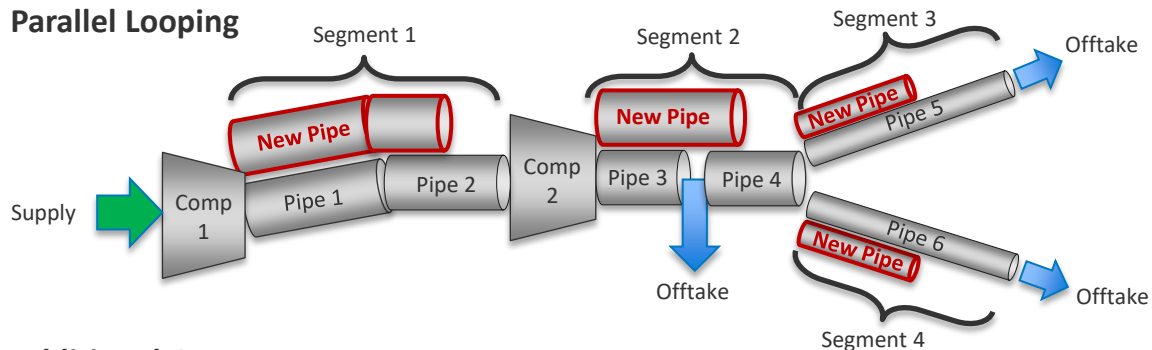 Parallel Looping
Segment 1
Segment 2
Segment 3
Offtake
New Pipe
New Pipe
New Pipe
Pipe 5
Comp
1
Pipe 1
Pipe 2
Comp
2
Pipe 3
Pipe 4
Supply
Pipe 6
New Pipe
Offtake
Offtake
Segment 4